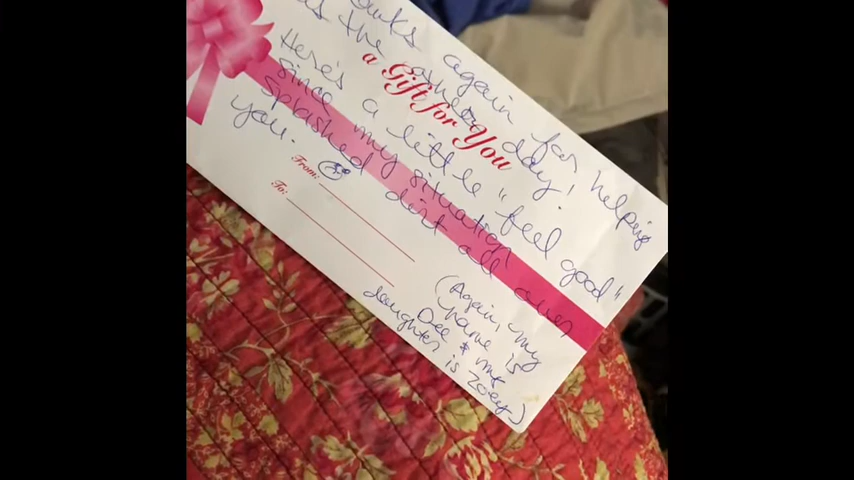 anks again for helping
us the other day!
a Gift for You
Here's a little "feel good"
since my situation
splashed dirt all over
you.
From:
To:
(Again, my
name is
Dee & my
daughter is Zoey)